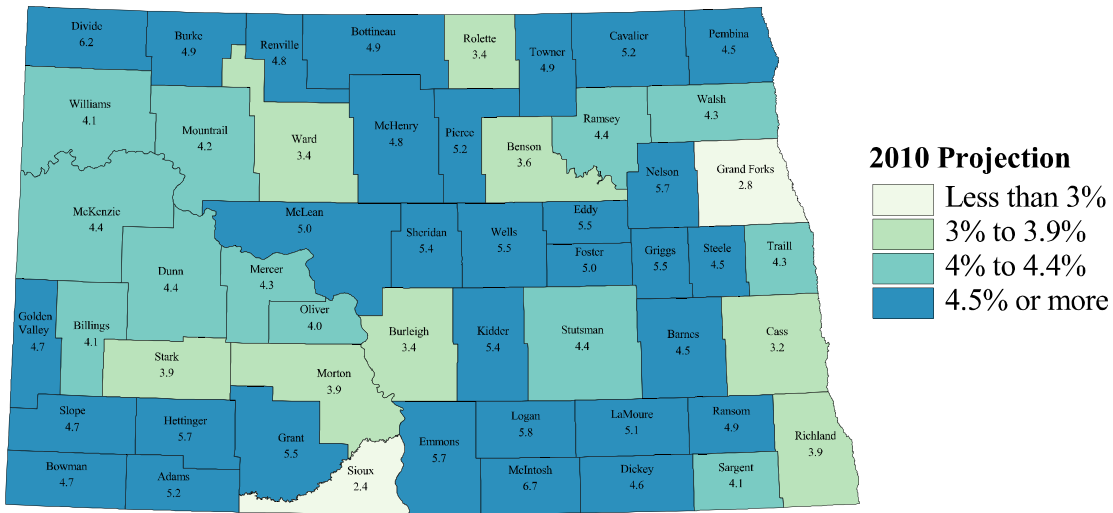 Divide
6.2
Burke
4.9
Renville
4.8
Bottineau
4.9
Rolette
3.4
Towner
4.9
Cavalier
5.2
Pembina
4.5
Williams
4.1
Mountrail
4.2
Ward
3.4
McHenry
4.8
Pierce
5.2
Benson
3.6
Ramsey
4.4
Walsh
4.3
Nelson
5.7
Grand Forks
2.8
2010 Projection
Less than 3%
3% to 3.9%
4% to 4.4%
4.5% or more
McKenzie
4.4
McLean
5.0
Sheridan
5.4
Wells
5.5
Eddy
5.5
Foster
5.0
Griggs
5.5
Steele
4.5
Traill
4.3
Dunn
4.4
Mercer
4.3
Oliver
4.0
Golden
Valley
4.7
Billings
4.1
Stark
3.9
Morton
3.9
Burleigh
3.4
Kidder
5.4
Stutsman
4.4
Barnes
4.5
Cass
3.2
Slope
4.7
Hettinger
5.7
Grant
5.5
Emmons
5.7
Logan
5.8
LaMoure
5.1
Ransom
4.9
Richland
3.9
Bowman
4.7
Adams
5.2
Sioux
2.4
McIntosh
6.7
Dickey
4.6
Sargent
4.1